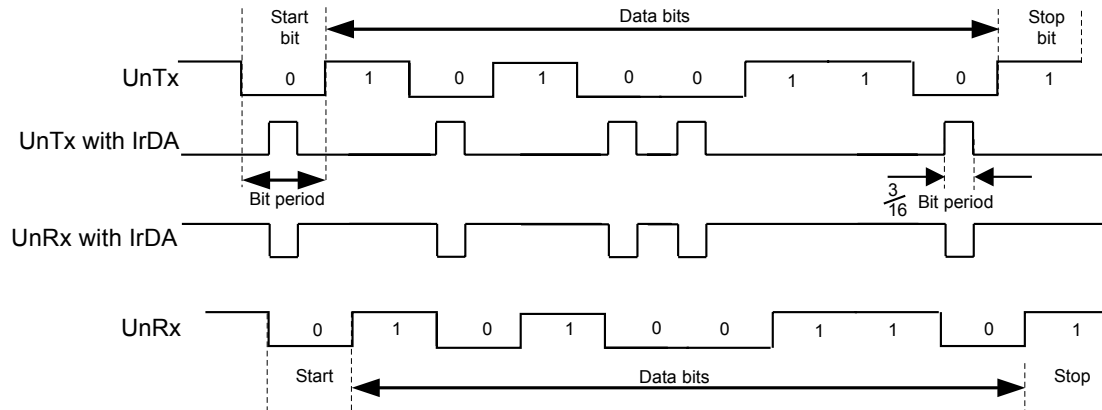 Start
bit
Data bits
Stop
bit
UnTx
0 1 0 1 0 0 1 1 0 1
UnTx with IrDA
Bit period
3
16
Bit period
UnRx with IrDA
UnRx
0 1 0 1 0 0 1 1 0 1
Start
Data bits
Stop